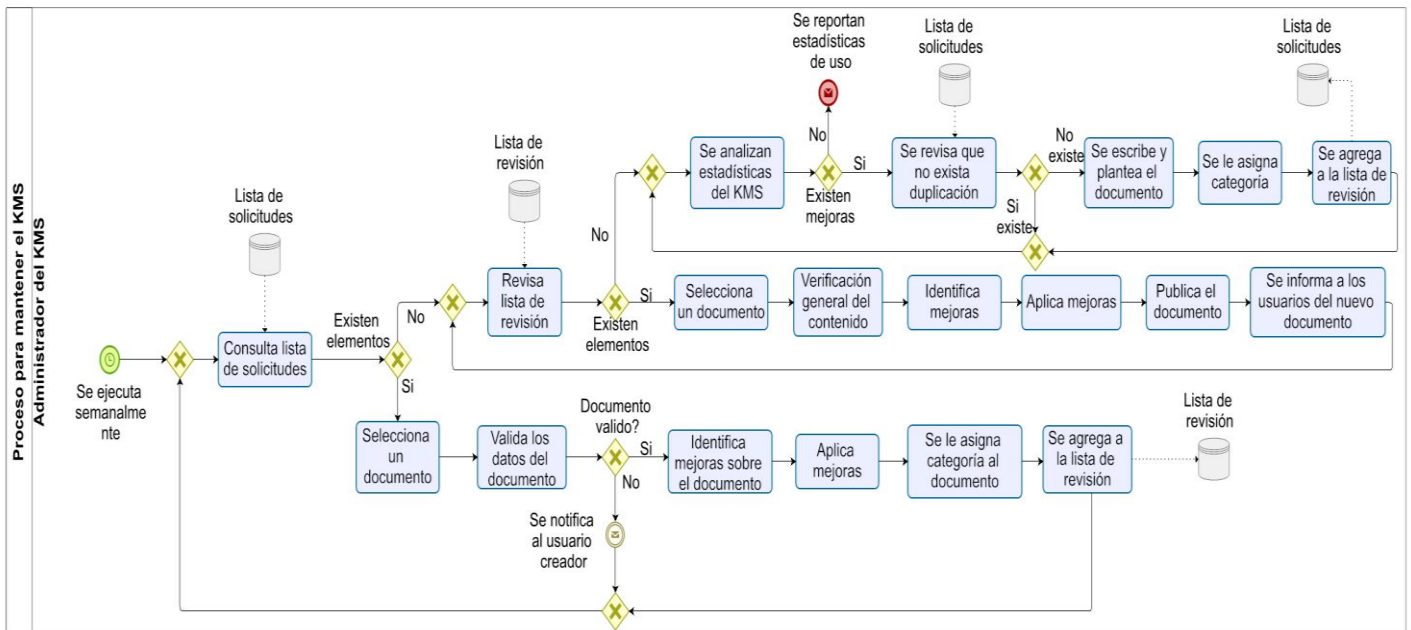 Proceso para mantener el KMS
Administrador del KMS
Se reportan
estadísticas
de uso
Lista de
solicitudes
Lista de
solicitudes
Lista de
revisión
No
Se analizan
estadísticas
del KMS
Si
Existen
mejoras
Se revisa que
no exista
duplicación
No
existe
Si
existe
Se escribe y
plantea el
documento
Se le asigna
categoría
Se agrega
a la lista de
revisión
Lista de
solicitudes
No
Revisa
lista de
revisión
Si
Existen
elementos
Selecciona
un documento
Verificación
general del
contenido
Identifica
mejoras
Aplica mejoras
Publica el
documento
Se informa a los
usuarios del nuevo
documento
Se ejecuta
semanalme
nte
Consulta lista
de solicitudes
Existen
elementos
No
Si
Selecciona
un
documento
Valida los
datos del
documento
Documento
valido?
Si
No
Identifica
mejoras sobre
el documento
Aplica
mejoras
Se le asigna
categoría al
documento
Se agrega a
la lista de
revisión
Lista de
revisión
Se notifica
al usuario
creador